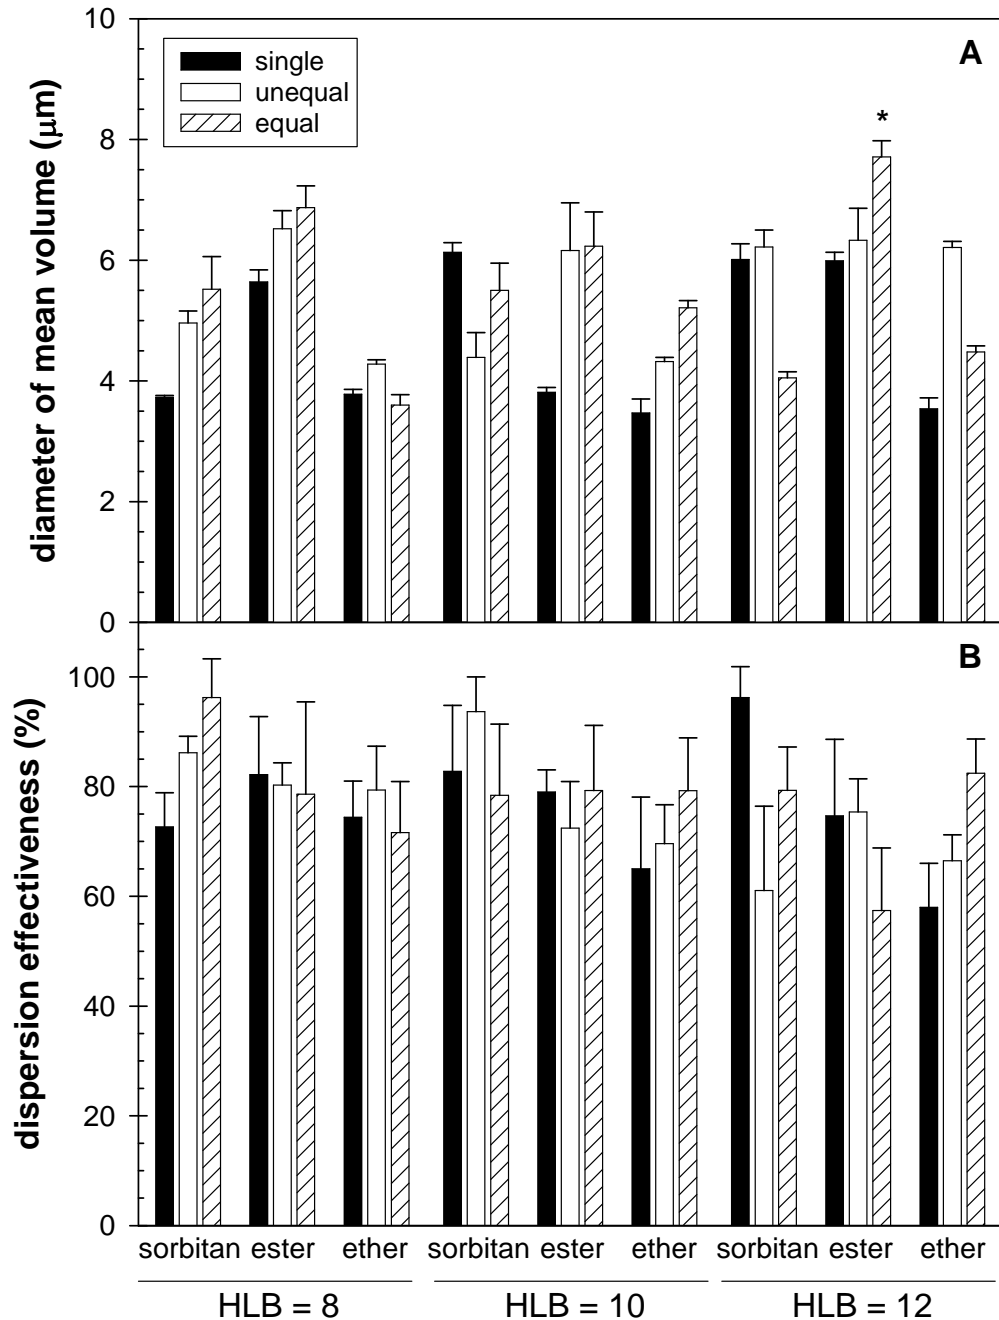 10
A
single
unequal
equal
*
8
6
4
2
0
diameter of mean volume (μm)
B
100
80
60
40
20
0
dispersion effectiveness (%)
sorbitan ester ether sorbitan ester ether sorbitan ester ether
HLB = 8 HLB = 10 HLB = 12